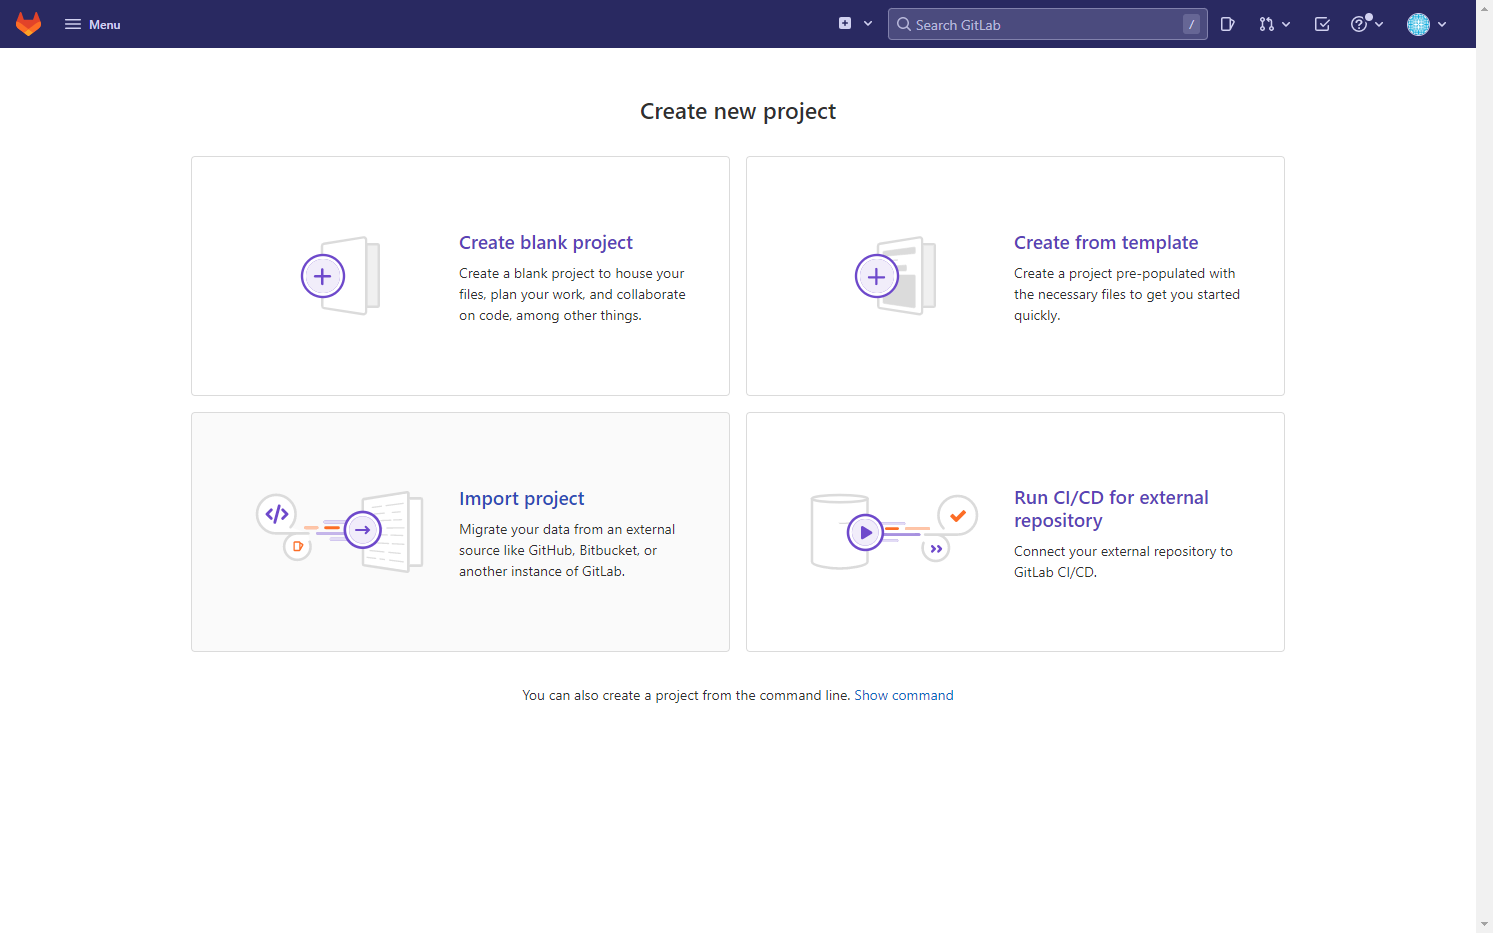 Menu
Search GitLab
/
Create new project
Create blank project
Create a blank project to house your
files, plan your work, and collaborate
on code, among other things.
Create from template
Create a project pre-populated with
the necessary files to get you started
quickly.
Import project
Migrate your data from an external
source like GitHub, Bitbucket, or
another instance of GitLab.
Run CI/CD for external
repository
Connect your external repository to
GitLab CI/CD.
You can also create a project from the command line. Show command